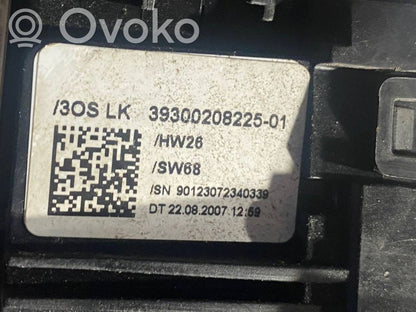 Ovoko
/3OS LK 39300208225-01
/HW26
/SW68
/SN 90123072340339
DT 22.08.2007.12:59